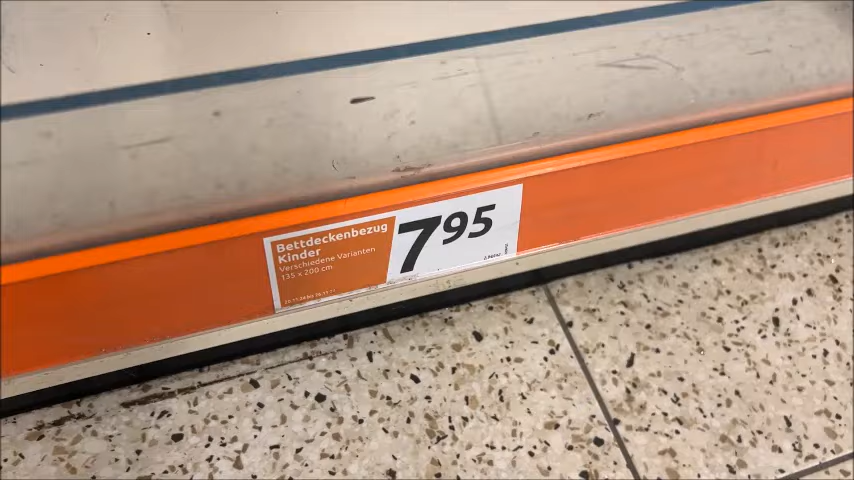 Bettdeckenbezug
Kinder
Verschiedene Varianten
135 x 200 cm
7 95